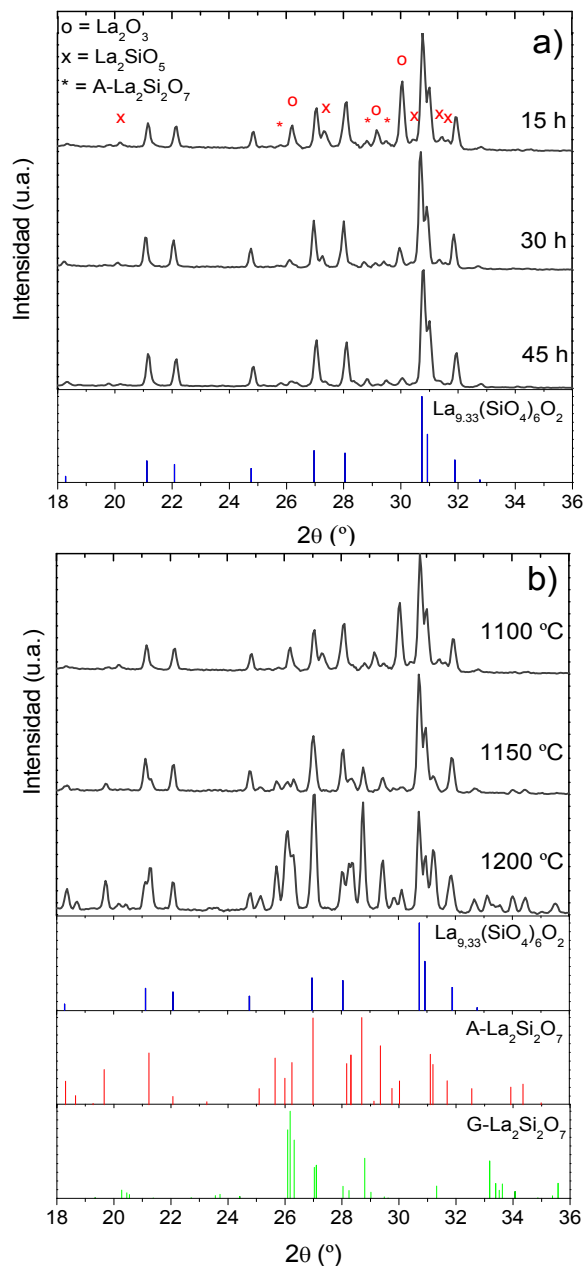 a)
o = La₂O₃
x = La₂SiO₅
* = A-La₂Si₂O₇
o
o
o
x
x
x
x
x
*
*
*
15 h
30 h
45 h
Intensidad (u.a.)
La₉.₃₃(SiO₄)₆O₂
18 20 22 24 26 28 30 32 34 36
2θ (º)
b)
1100 ºC
1150 ºC
1200 ºC
Intensidad (u.a.)
La₉,₃₃(SiO₄)₆O₂
A-La₂Si₂O₇
G-La₂Si₂O₇
18 20 22 24 26 28 30 32 34 36
2θ (º)